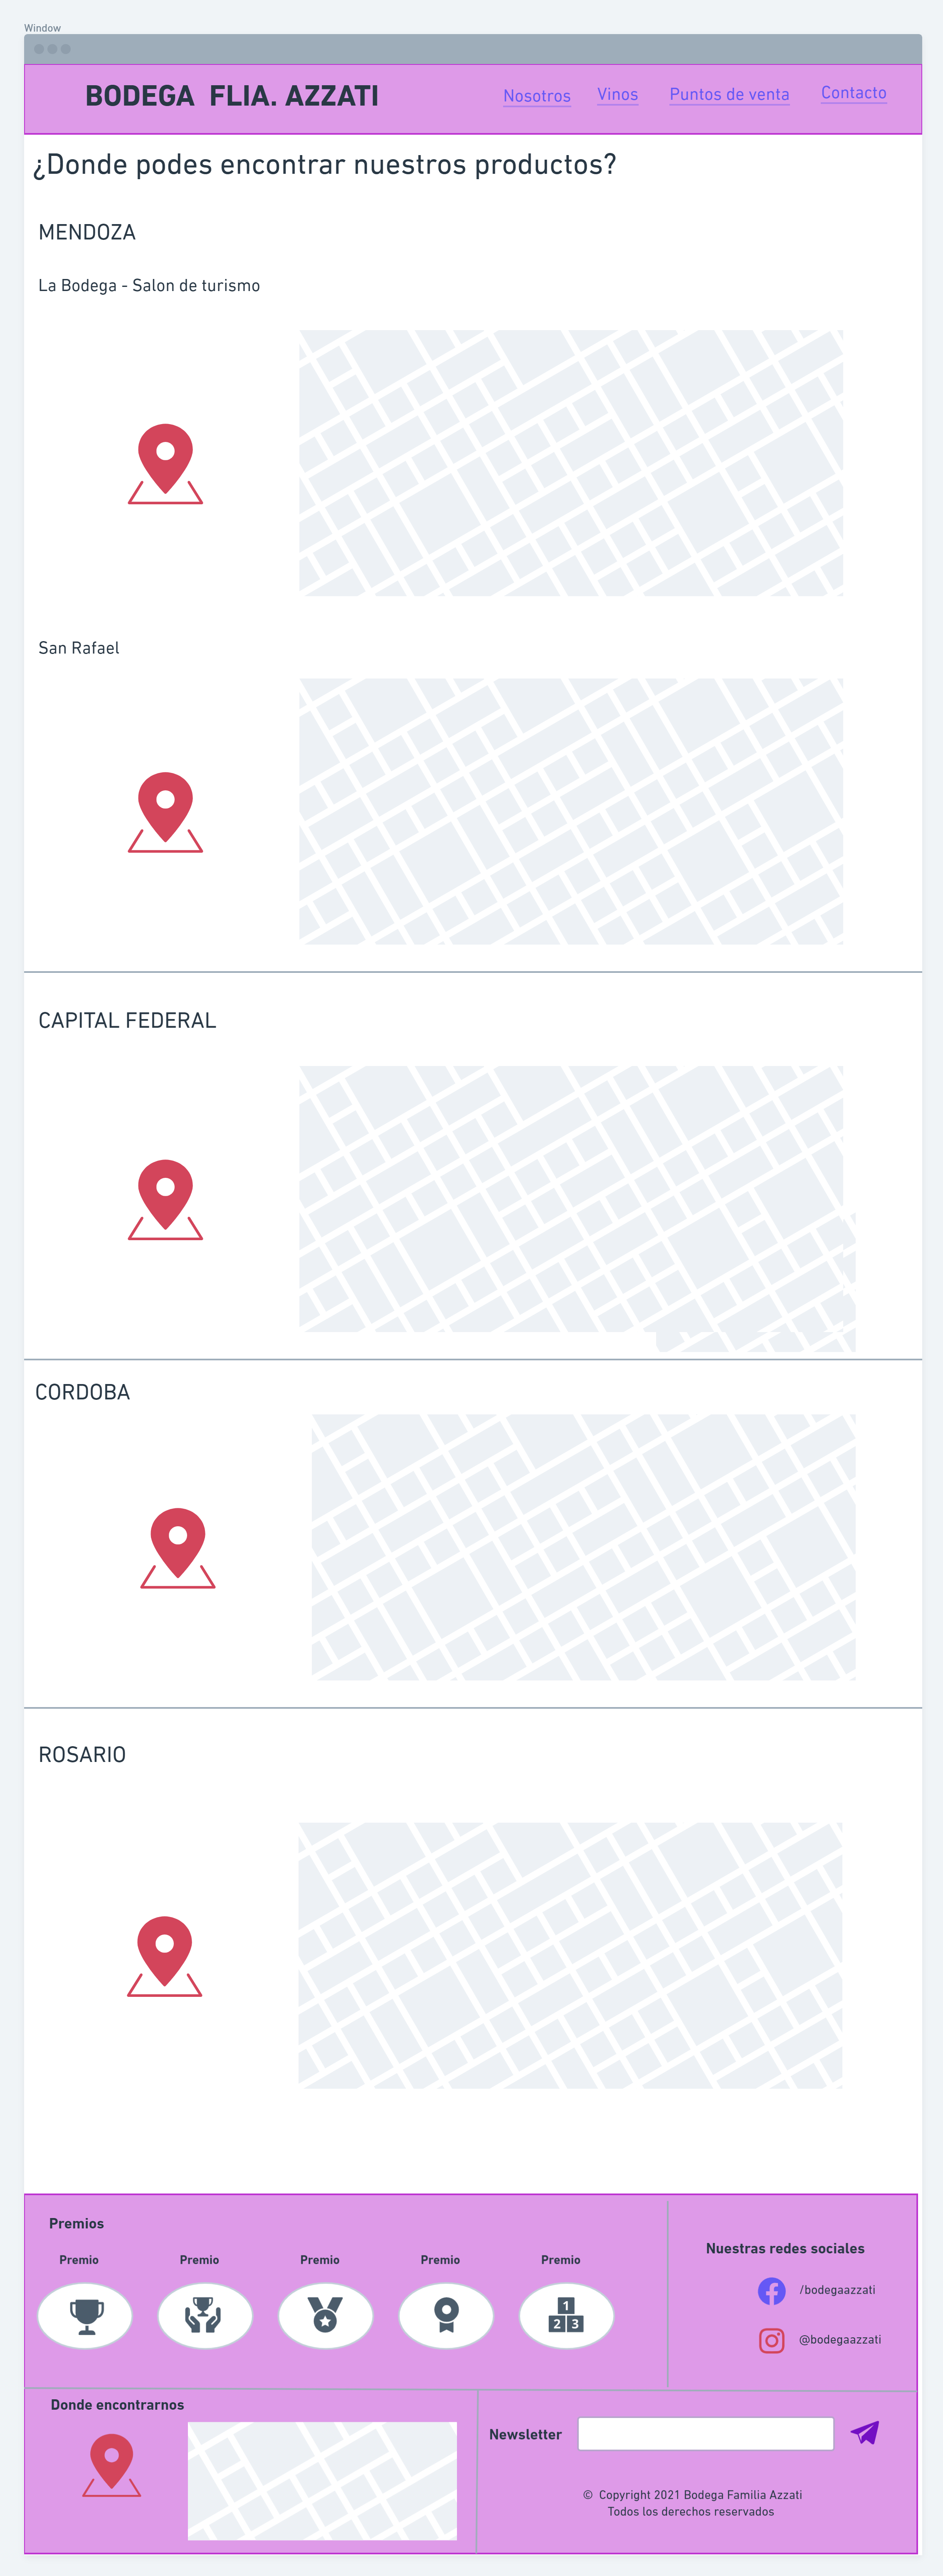 Window
BODEGA FLIA. AZZATI
Nosotros Vinos Puntos de venta Contacto
¿Donde podes encontrar nuestros productos?
MENDOZA
La Bodega - Salon de turismo
San Rafael
CAPITAL FEDERAL
CORDOBA
ROSARIO
Premios
Premio Premio Premio Premio Premio
1
2 3
Nuestras redes sociales
/bodegaazzati
@bodegaazzati
Donde encontrarnos
Newsletter
© Copyright 2021 Bodega Familia Azzati
Todos los derechos reservados